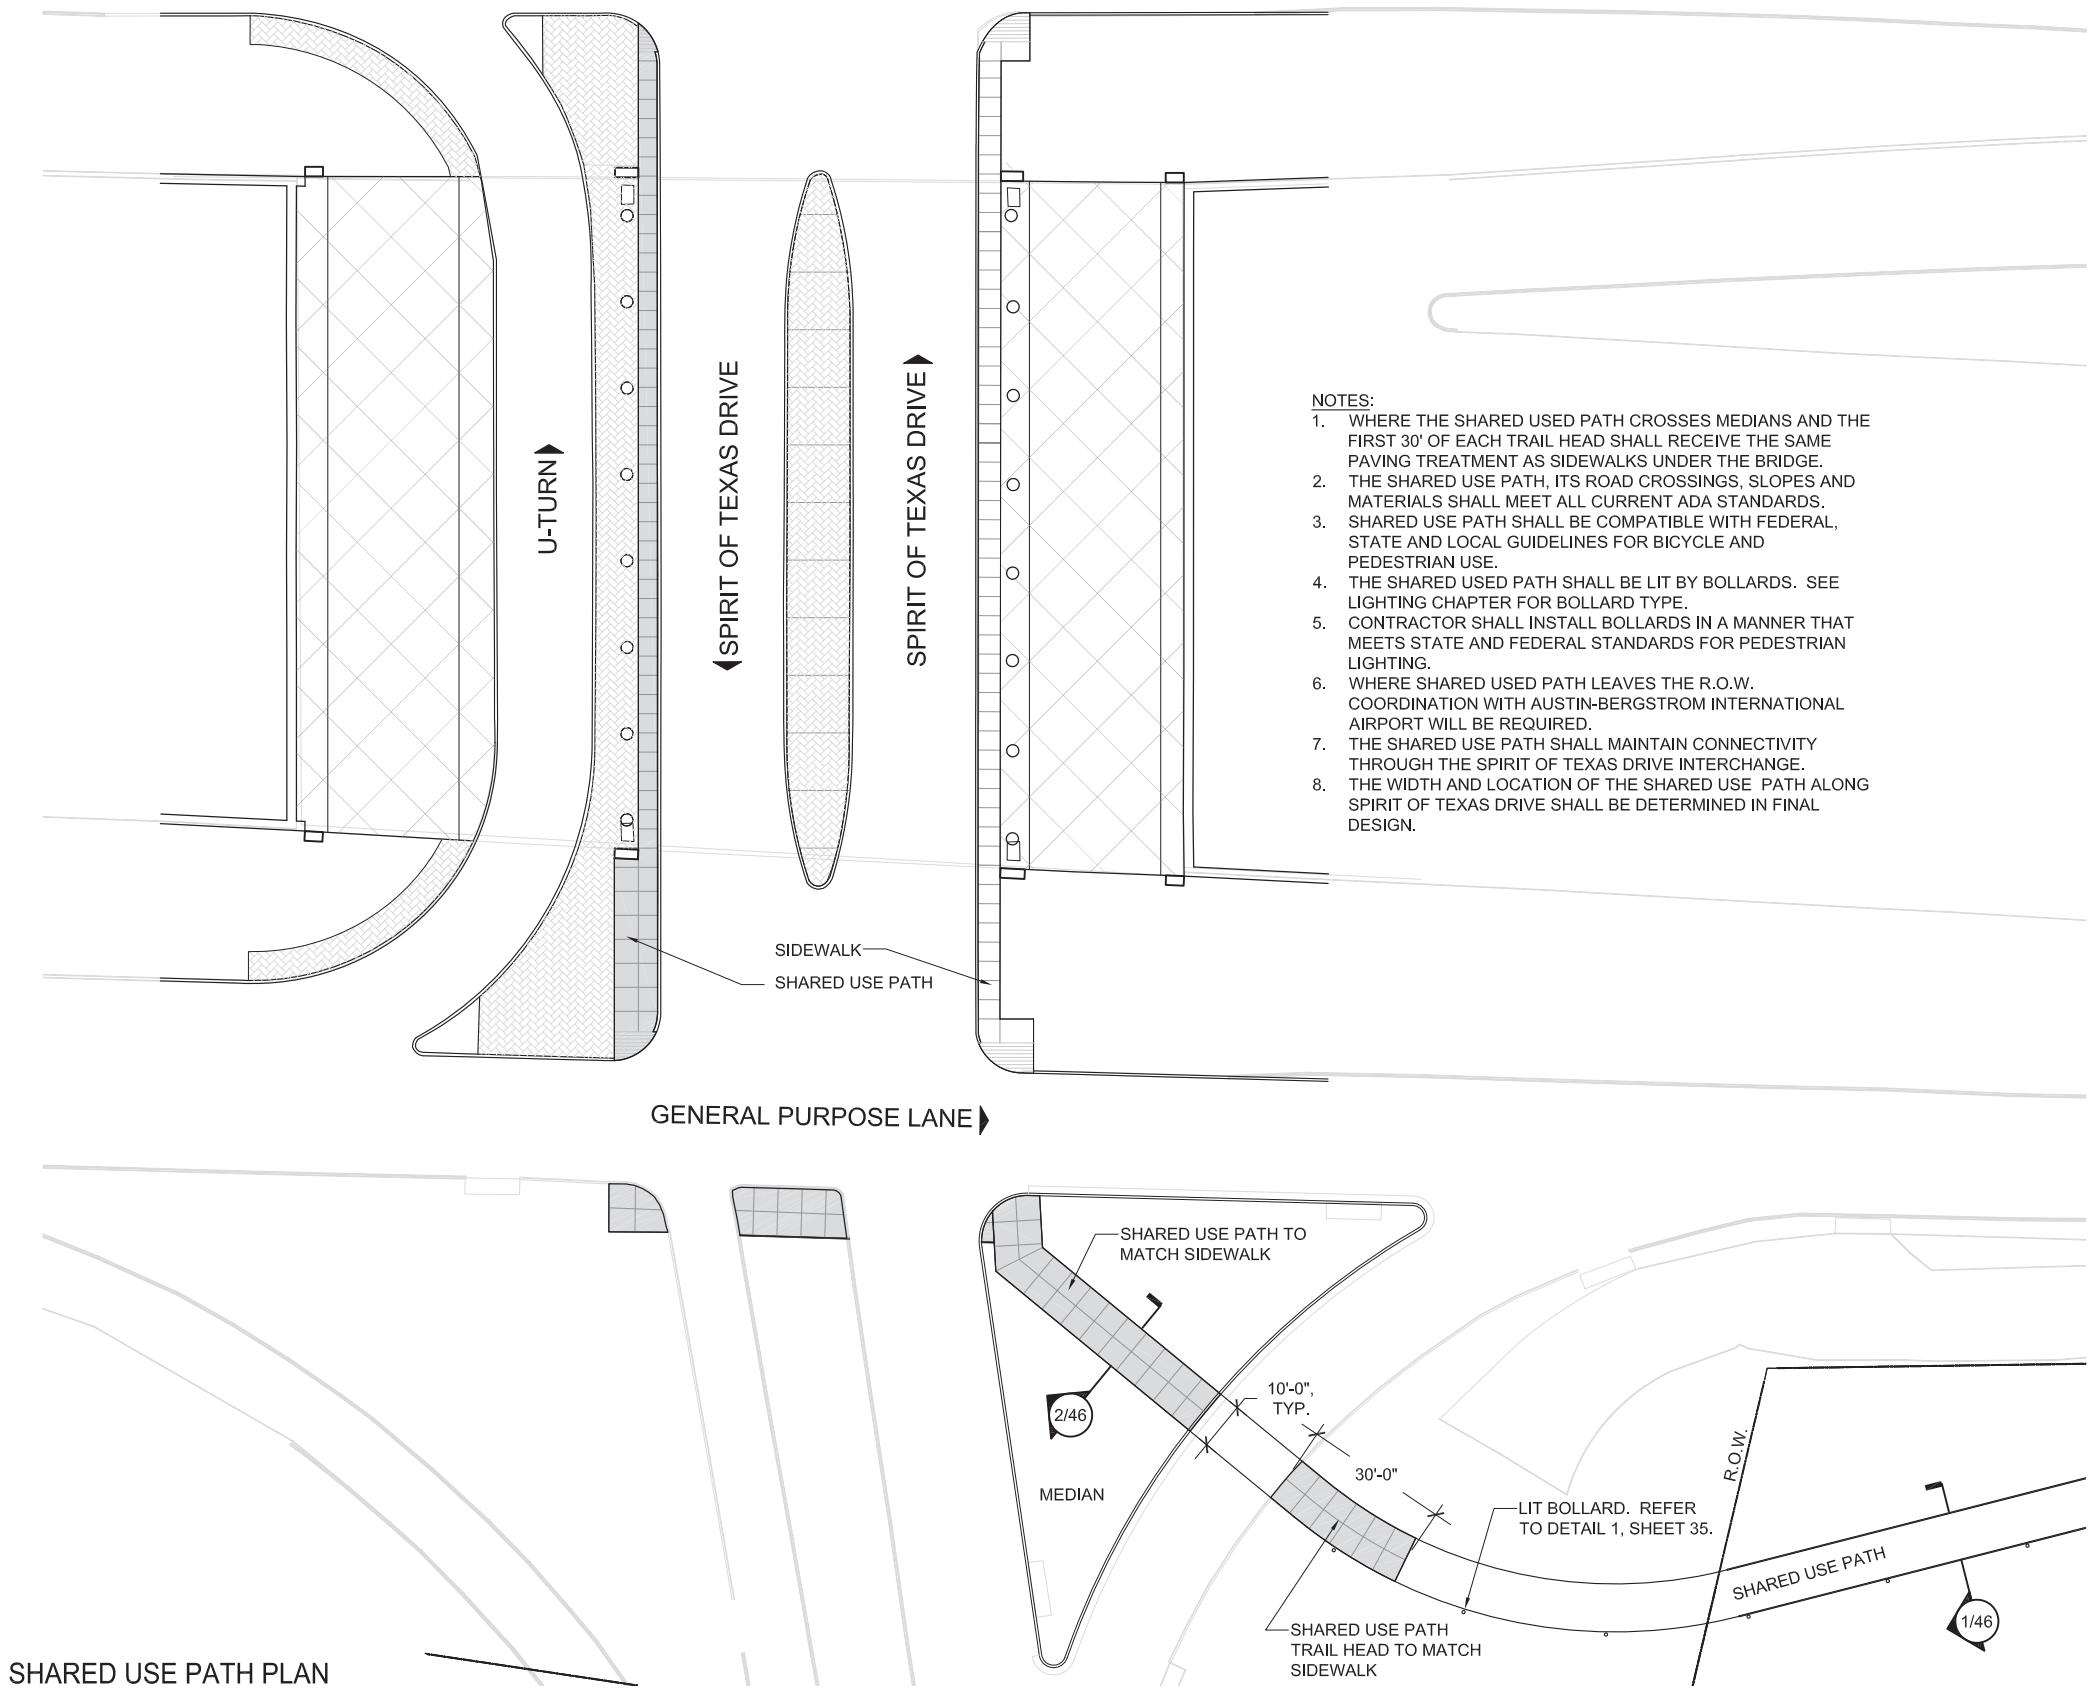 U-TURN
SPIRIT OF TEXAS DRIVE
SPIRIT OF TEXAS DRIVE
NOTES:
1. WHERE THE SHARED USED PATH CROSSES MEDIANS AND THE
FIRST 30' OF EACH TRAIL HEAD SHALL RECEIVE THE SAME
PAVING TREATMENT AS SIDEWALKS UNDER THE BRIDGE.
2. THE SHARED USE PATH, ITS ROAD CROSSINGS, SLOPES AND
MATERIALS SHALL MEET ALL CURRENT ADA STANDARDS.
3. SHARED USE PATH SHALL BE COMPATIBLE WITH FEDERAL,
STATE AND LOCAL GUIDELINES FOR BICYCLE AND
PEDESTRIAN USE.
4. THE SHARED USED PATH SHALL BE LIT BY BOLLARDS. SEE
LIGHTING CHAPTER FOR BOLLARD TYPE.
5. CONTRACTOR SHALL INSTALL BOLLARDS IN A MANNER THAT
MEETS STATE AND FEDERAL STANDARDS FOR PEDESTRIAN
LIGHTING.
6. WHERE SHARED USED PATH LEAVES THE R.O.W.
COORDINATION WITH AUSTIN-BERGSTROM INTERNATIONAL
AIRPORT WILL BE REQUIRED.
7. THE SHARED USE PATH SHALL MAINTAIN CONNECTIVITY
THROUGH THE SPIRIT OF TEXAS DRIVE INTERCHANGE.
8. THE WIDTH AND LOCATION OF THE SHARED USE PATH ALONG
SPIRIT OF TEXAS DRIVE SHALL BE DETERMINED IN FINAL
DESIGN.
SIDEWALK
SHARED USE PATH
GENERAL PURPOSE LANE
SHARED USE PATH TO
MATCH SIDEWALK
2/46
10'-0",
TYP.
30'-0"
MEDIAN
R.O.W.
LIT BOLLARD. REFER
TO DETAIL 1, SHEET 35.
SHARED USE PATH
1/46
SHARED USE PATH
TRAIL HEAD TO MATCH
SIDEWALK
SHARED USE PATH PLAN